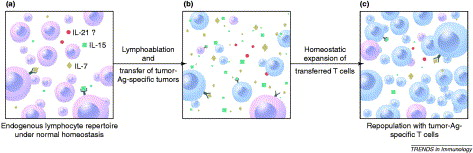 (a)
IL-21 ?
IL-15
IL-7
Endogenous lymphocyte repertoire
under normal homeostasis
Lymphoablation
and
transfer of tumor-
Ag-specific tumors
(b)
Homeostatic
expansion of
transferred T cells
(c)
Repopulation with tumor-Ag-
specific T cells
TRENDS in Immunology